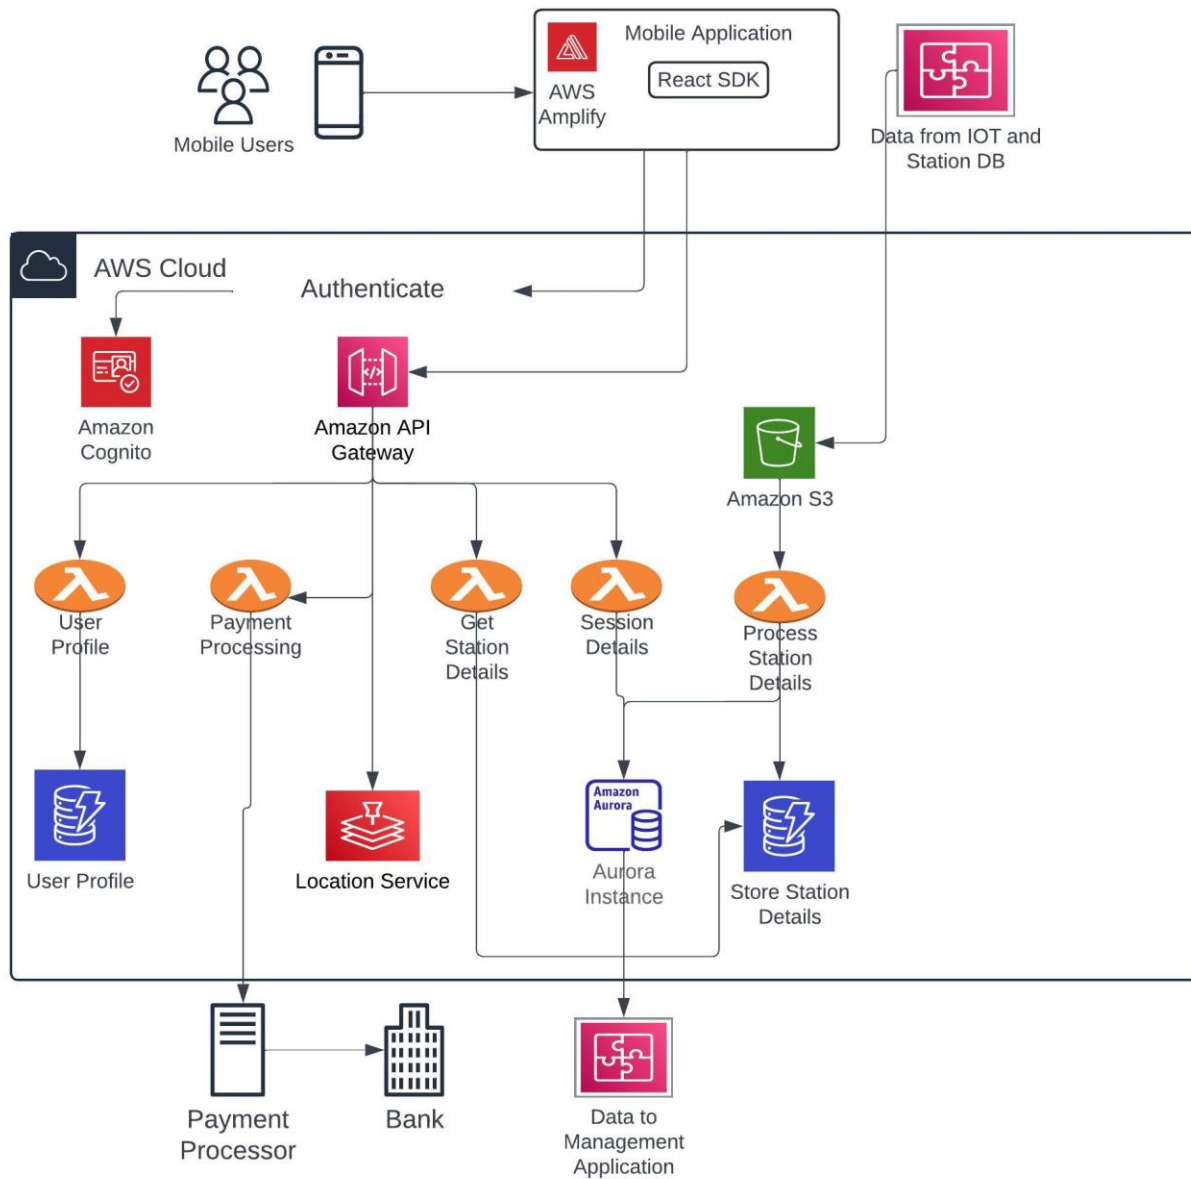 Mobile Application
React SDK
AWS
Amplify
Mobile Users
Data from IOT and
Station DB
AWS Cloud
Authenticate
Amazon
Cognito
Amazon API
Gateway
Amazon S3
User
Profile
Payment
Processing
Get
Station
Details
Session
Details
Process
Station
Details
User Profile
Location Service
Amazon
Aurora
Aurora
Instance
Store Station
Details
Payment
Processor
Bank
Data to
Management
Application